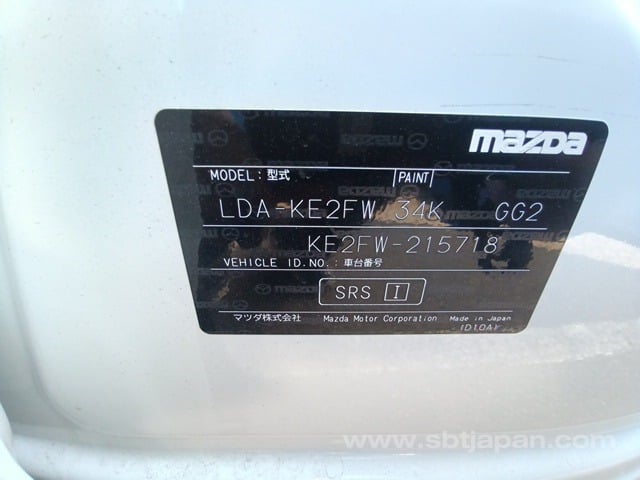 mazda
MODEL:型式 PAINT
LDA-KE2FW 34K GG2
KE2FW-215718
VEHICLE ID.NO.:車台番号
SRS I
マツダ株式会社 Mazda Motor Corporation Made in Japan
www.sbtjapan.com